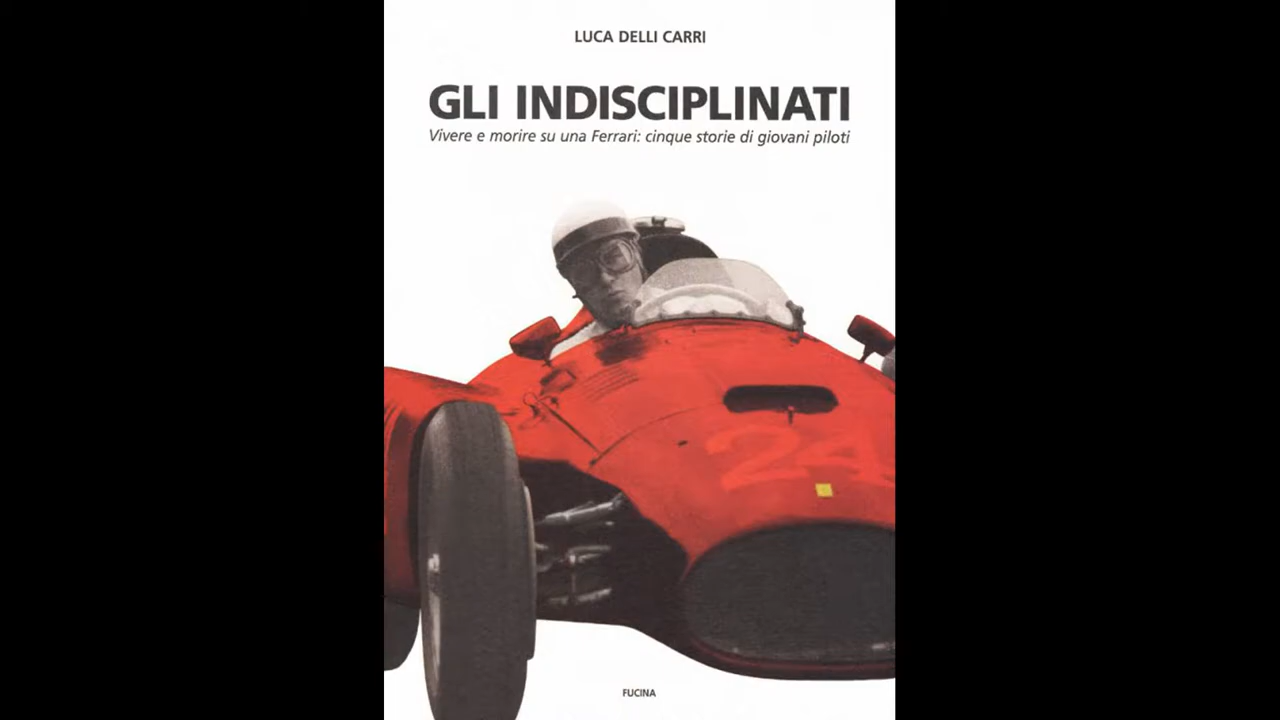 LUCA DELLI CARRI
GLI INDISCIPLINATI
Vivere e morire su una Ferrari: cinque storie di giovani piloti
24
FUCINA